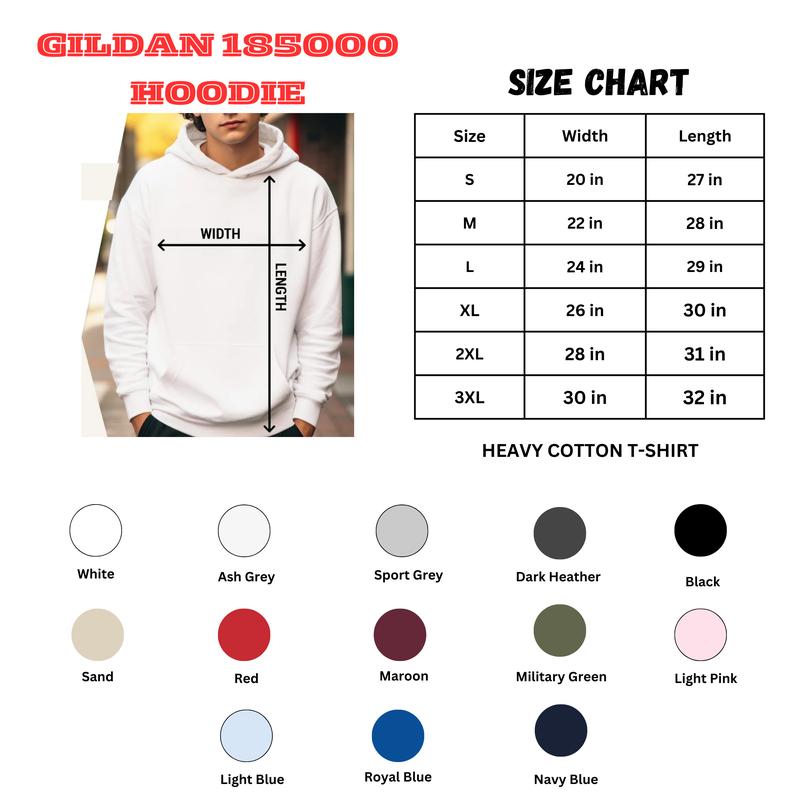 GILDAN 185000
HOODIE
SIZE CHART
Size Width Length
S 20 in 27 in
M 22 in 28 in
L 24 in 29 in
XL 26 in 30 in
2XL 28 in 31 in
3XL 30 in 32 in
HEAVY COTTON T-SHIRT
WIDTH
LENGTH
White Ash Grey Sport Grey Dark Heather Black
Sand Red Maroon Military Green Light Pink
Light Blue Royal Blue Navy Blue